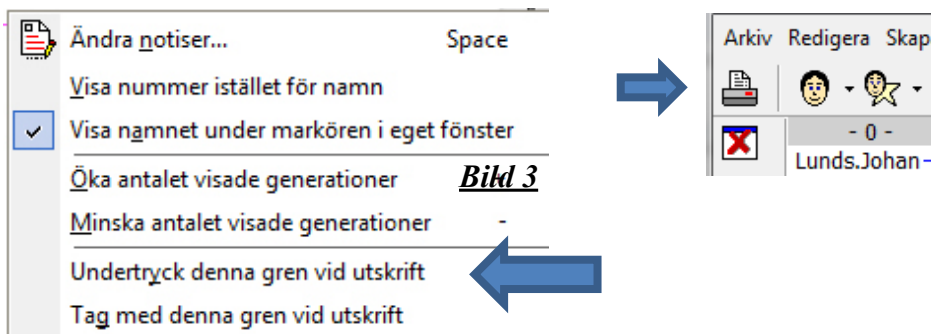 Ändra notiser... Space
Visa nummer istället för namn
Visa namnet under markören i eget fönster
Öka antalet visade generationer
Bild 3
Minska antalet visade generationer -
Undertryck denna gren vid utskrift
Tag med denna gren vid utskrift
Arkiv Redigera Skap
- 0 -
Lunds.Johan